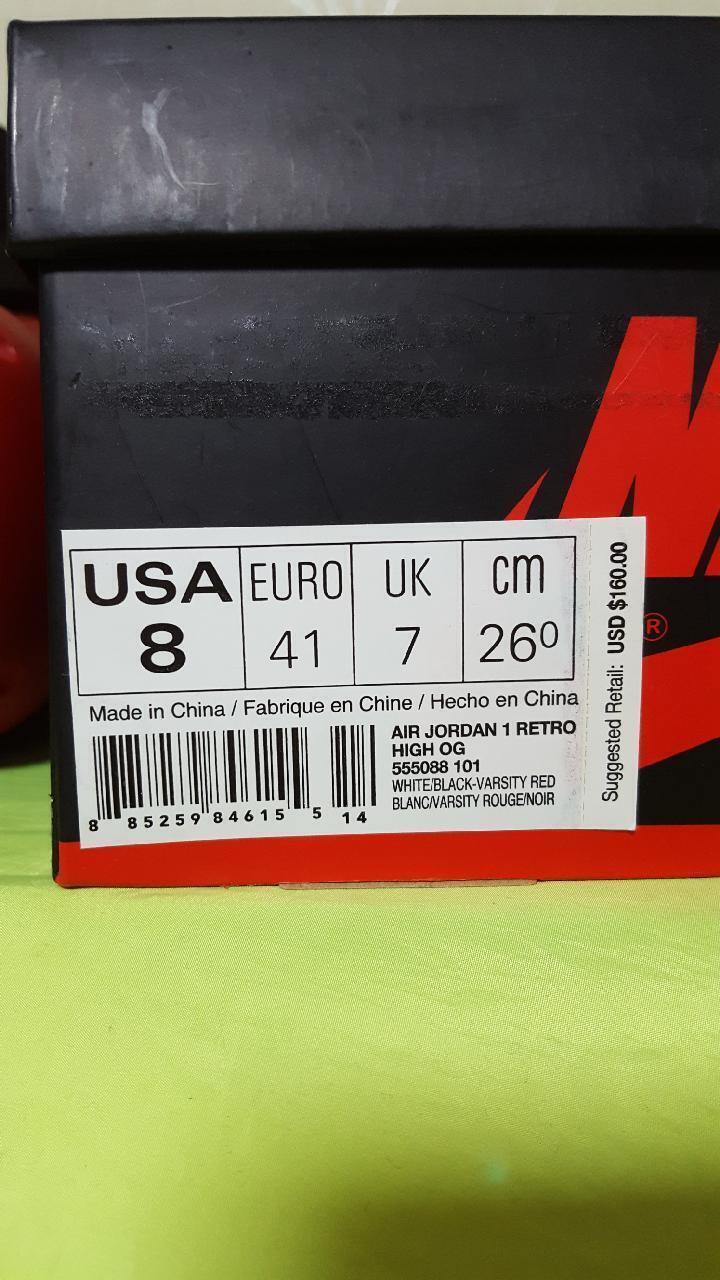 USA EURO UK cm
8 41 7 26⁰
Made in China / Fabrique en Chine / Hecho en China
8 85259 84615 5 14
AIR JORDAN 1 RETRO
HIGH OG
555088 101
WHITE/BLACK-VARSITY RED
BLANC/VARSITY ROUGE/NOIR
Suggested Retail: USD $160.00
®